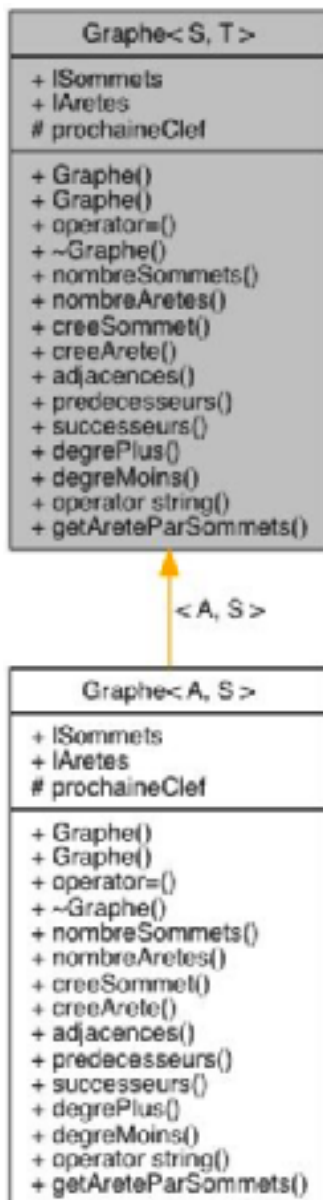 Graphe< S, T >
+ lSommets
+ lAretes
# prochaineClef
+ Graphe()
+ Graphe()
+ operator=()
+ ~Graphe()
+ nombreSommets()
+ nombreAretes()
+ creeSommet()
+ creeArete()
+ adjacences()
+ predecesseurs()
+ successeurs()
+ degrePlus()
+ degreMoins()
+ operator string()
+ getAreteParSommets()
< A, S >
Graphe< A, S >
+ lSommets
+ lAretes
# prochaineClef
+ Graphe()
+ Graphe()
+ operator=()
+ ~Graphe()
+ nombreSommets()
+ nombreAretes()
+ creeSommet()
+ creeArete()
+ adjacences()
+ predecesseurs()
+ successeurs()
+ degrePlus()
+ degreMoins()
+ operator string()
+ getAreteParSommets()